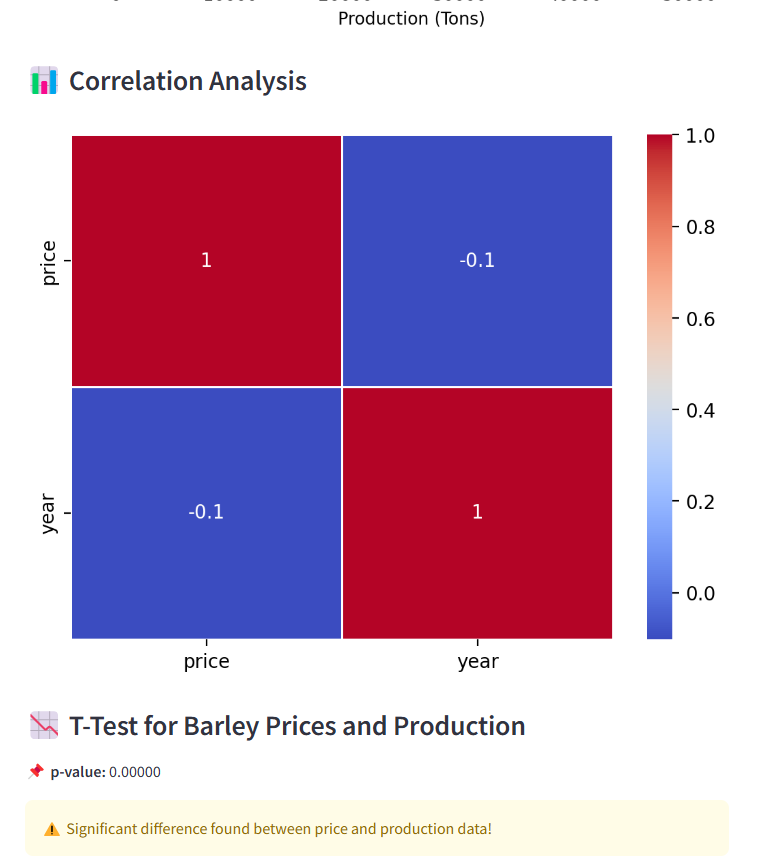 Production (Tons)
Correlation Analysis
1.0
price
1
-0.1
0.8
0.6
0.4
year
-0.1
1
0.2
0.0
price
year
T-Test for Barley Prices and Production
p-value: 0.00000
Significant difference found between price and production data!